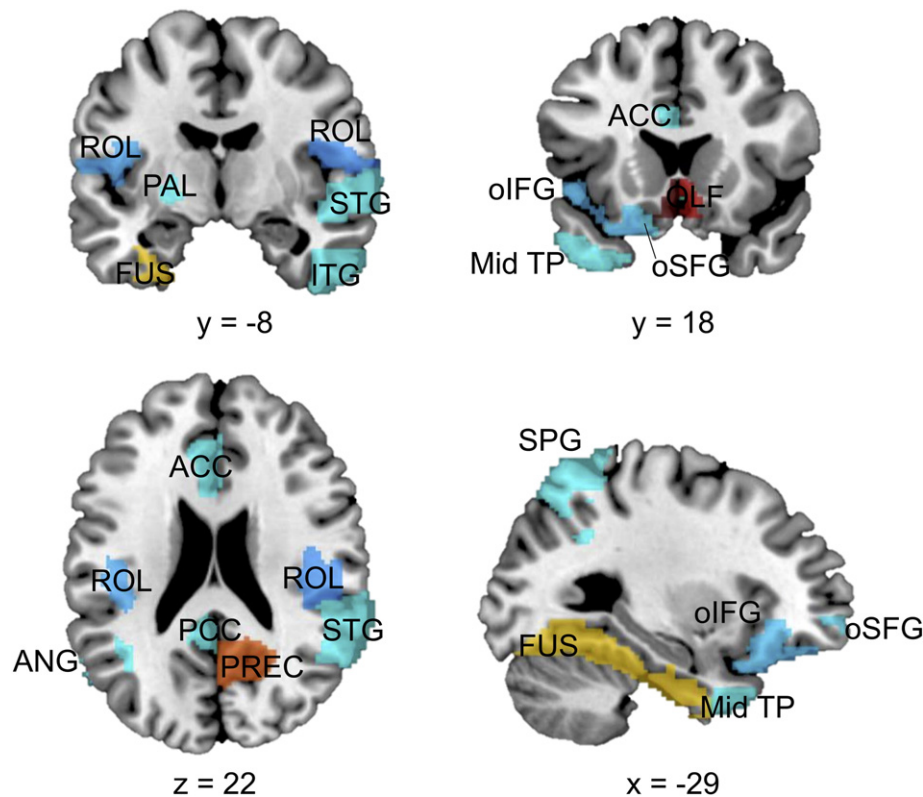 ROL
ROL
PAL
STG
FUS
ITG
y = -8
ACC
oIFG
OLF
Mid TP
oSFG
y = 18
ACC
ROL
ROL
PCC
STG
ANG
PREC
z = 22
SPG
oIFG
oSFG
FUS
Mid TP
x = -29